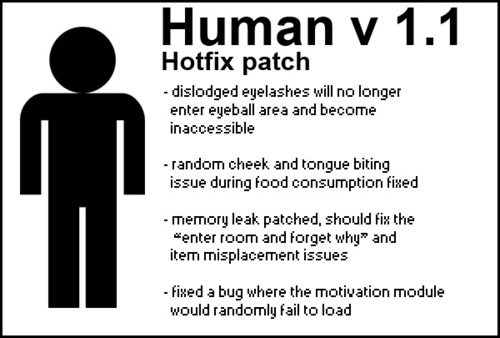 Human v 1.1
Hotfix patch
- dislodged eyelashes will no longer
enter eyeball area and become
inaccessible
- random cheek and tongue biting
issue during food consumption fixed
- memory leak patched, should fix the
“enter room and forget why” and
item misplacement issues
- fixed a bug where the motivation module
would randomly fail to load